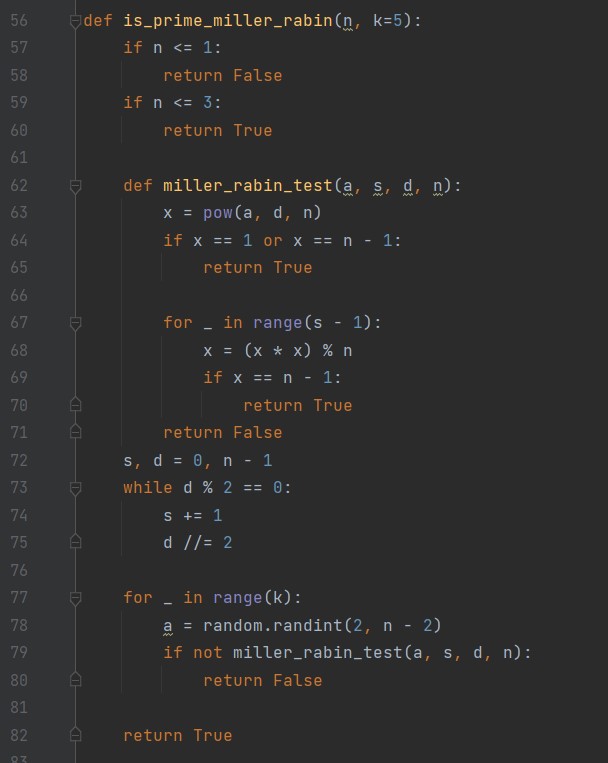 56 def is_prime_miller_rabin(n, k=5):
57     if n <= 1:
58         return False
59     if n <= 3:
60         return True
61
62     def miller_rabin_test(a, s, d, n):
63         x = pow(a, d, n)
64         if x == 1 or x == n - 1:
65             return True
66
67         for _ in range(s - 1):
68             x = (x * x) % n
69             if x == n - 1:
70                 return True
71         return False
72     s, d = 0, n - 1
73     while d % 2 == 0:
74         s += 1
75         d //= 2
76
77     for _ in range(k):
78         a = random.randint(2, n - 2)
79         if not miller_rabin_test(a, s, d, n):
80             return False
81
82     return True
83